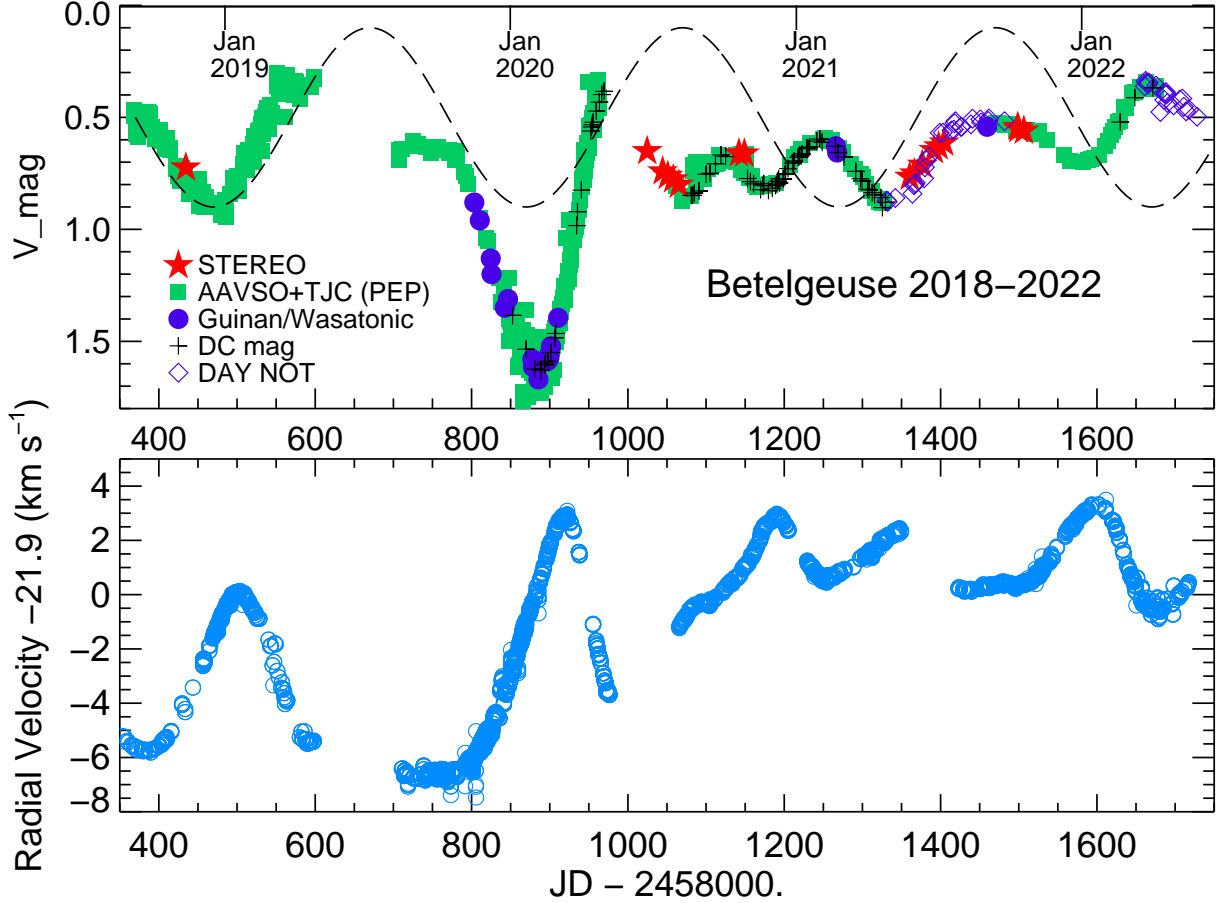 0.0
Jan Jan Jan Jan
2019 2020 2021 2022
0.5
V_mag
1.0
STEREO
AAVSO+TJC (PEP)
Betelgeuse 2018−2022
Guinan/Wasatonic
1.5
DC mag
DAY NOT
400 600 800 1000 1200 1400 1600
Radial Velocity −21.9 (km s⁻¹)
4
2
0
−2
−4
−6
−8
400 600 800 1000 1200 1400 1600
JD − 2458000.